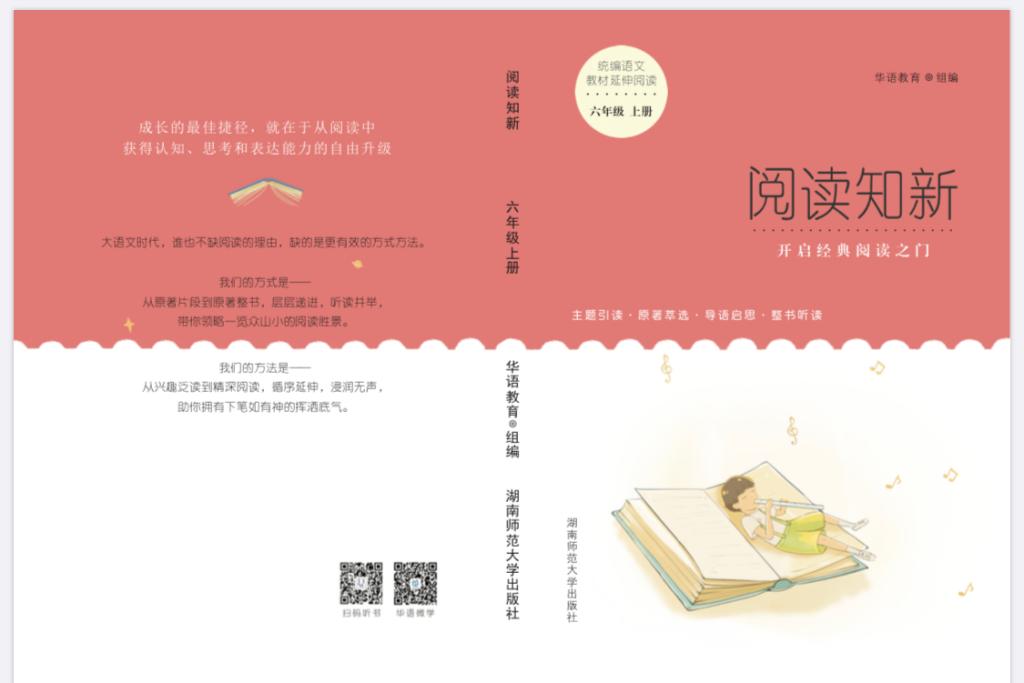 成长的最佳捷径，就在于从阅读中
获得认知、思考和表达能力的自由升级
大语文时代，谁也不缺阅读的理由，缺的是更有效的方式方法。
我们的方式是——
从原著片段到原著整书，层层递进，听读并举，
带你领略一览众山小的阅读胜景。
我们的方法是——
从兴趣泛读到精深阅读，循序延伸，浸润无声，
助你拥有下笔如有神的挥洒底气。
扫码听书
华语微学
阅读知新
六年级上册
华语教育®组编
湖南师范大学出版社
统编语文
教材延伸阅读
六年级 上册
华语教育®组编
阅读知新
开启经典阅读之门
主题引读·原著萃选·导语启思·整书听读
湖南师范大学出版社